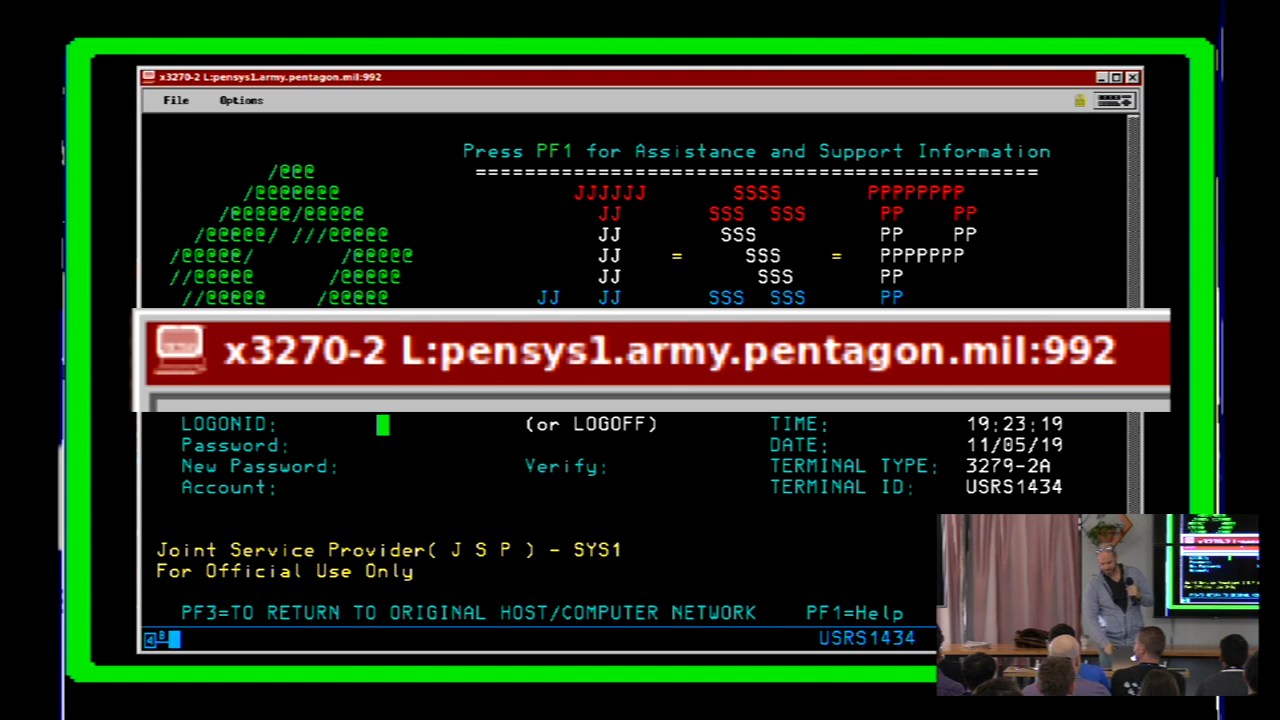 x3270-2 L:pensys1.army.pentagon.mil:992
File Options
Press PF1 for Assistance and Support Information
===============================================
/@@@
/@@@@@@@ JJJJJJ SSSS PPPPPPPP
/@@@@@/@@@@@ JJ SSS SSS PP PP
/@@@@@/ ///@@@@@ JJ SSS PP PP
/@@@@@/ /@@@@@ JJ = SSS = PPPPPPP
//@@@@@ /@@@@@ JJ SSS PP
//@@@@@ /@@@@@ JJ JJ SSS SSS PP
x3270-2 L:pensys1.army.pentagon.mil:992
LOGONID: (or LOGOFF) TIME: 19:23:19
Password: DATE: 11/05/19
New Password: Verify: TERMINAL TYPE: 3279-2A
Account: TERMINAL ID: USRS1434
Joint Service Provider( J S P ) - SYS1
For Official Use Only
PF3=TO RETURN TO ORIGINAL HOST/COMPUTER NETWORK PF1=Help
4 B USRS1434